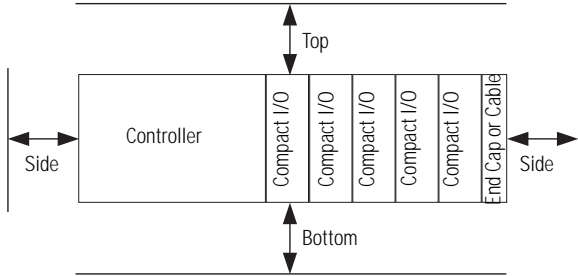 Top
Controller
Compact I/O
Compact I/O
Compact I/O
Compact I/O
Compact I/O
End Cap or Cable
Side
Side
Bottom